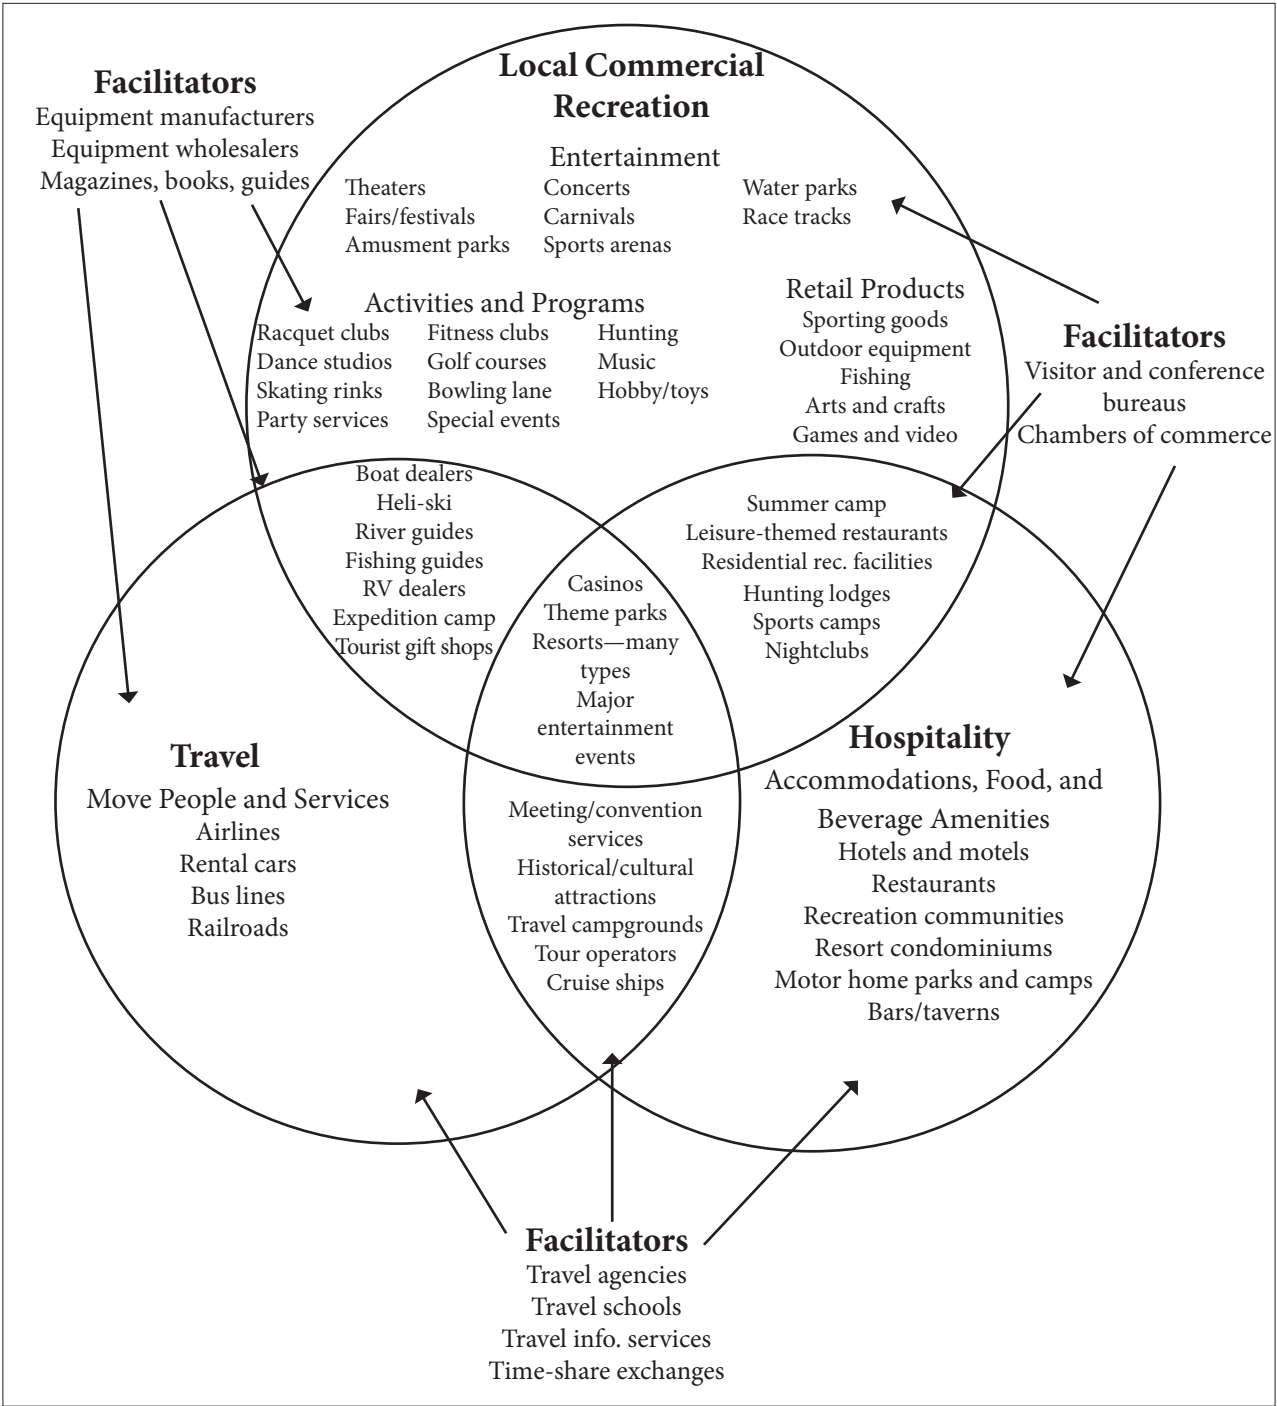 Local Commercial
Recreation
Facilitators
Equipment manufacturers
Equipment wholesalers
Magazines, books, guides
Entertainment
Theaters Concerts Water parks
Fairs/festivals Carnivals Race tracks
Amusment parks Sports arenas
Activities and Programs
Racquet clubs Fitness clubs Hunting
Dance studios Golf courses Music
Skating rinks Bowling lane Hobby/toys
Party services Special events
Retail Products
Sporting goods
Outdoor equipment
Fishing
Arts and crafts
Games and video
Facilitators
Visitor and conference
bureaus
Chambers of commerce
Boat dealers
Heli-ski
River guides
Fishing guides
RV dealers
Expedition camp
Tourist gift shops
Casinos
Theme parks
Resorts—many
types
Major
entertainment
events
Summer camp
Leisure-themed restaurants
Residential rec. facilities
Hunting lodges
Sports camps
Nightclubs
Travel
Move People and Services
Airlines
Rental cars
Bus lines
Railroads
Meeting/convention
services
Historical/cultural
attractions
Travel campgrounds
Tour operators
Cruise ships
Hospitality
Accommodations, Food, and
Beverage Amenities
Hotels and motels
Restaurants
Recreation communities
Resort condominiums
Motor home parks and camps
Bars/taverns
Facilitators
Travel agencies
Travel schools
Travel info. services
Time-share exchanges